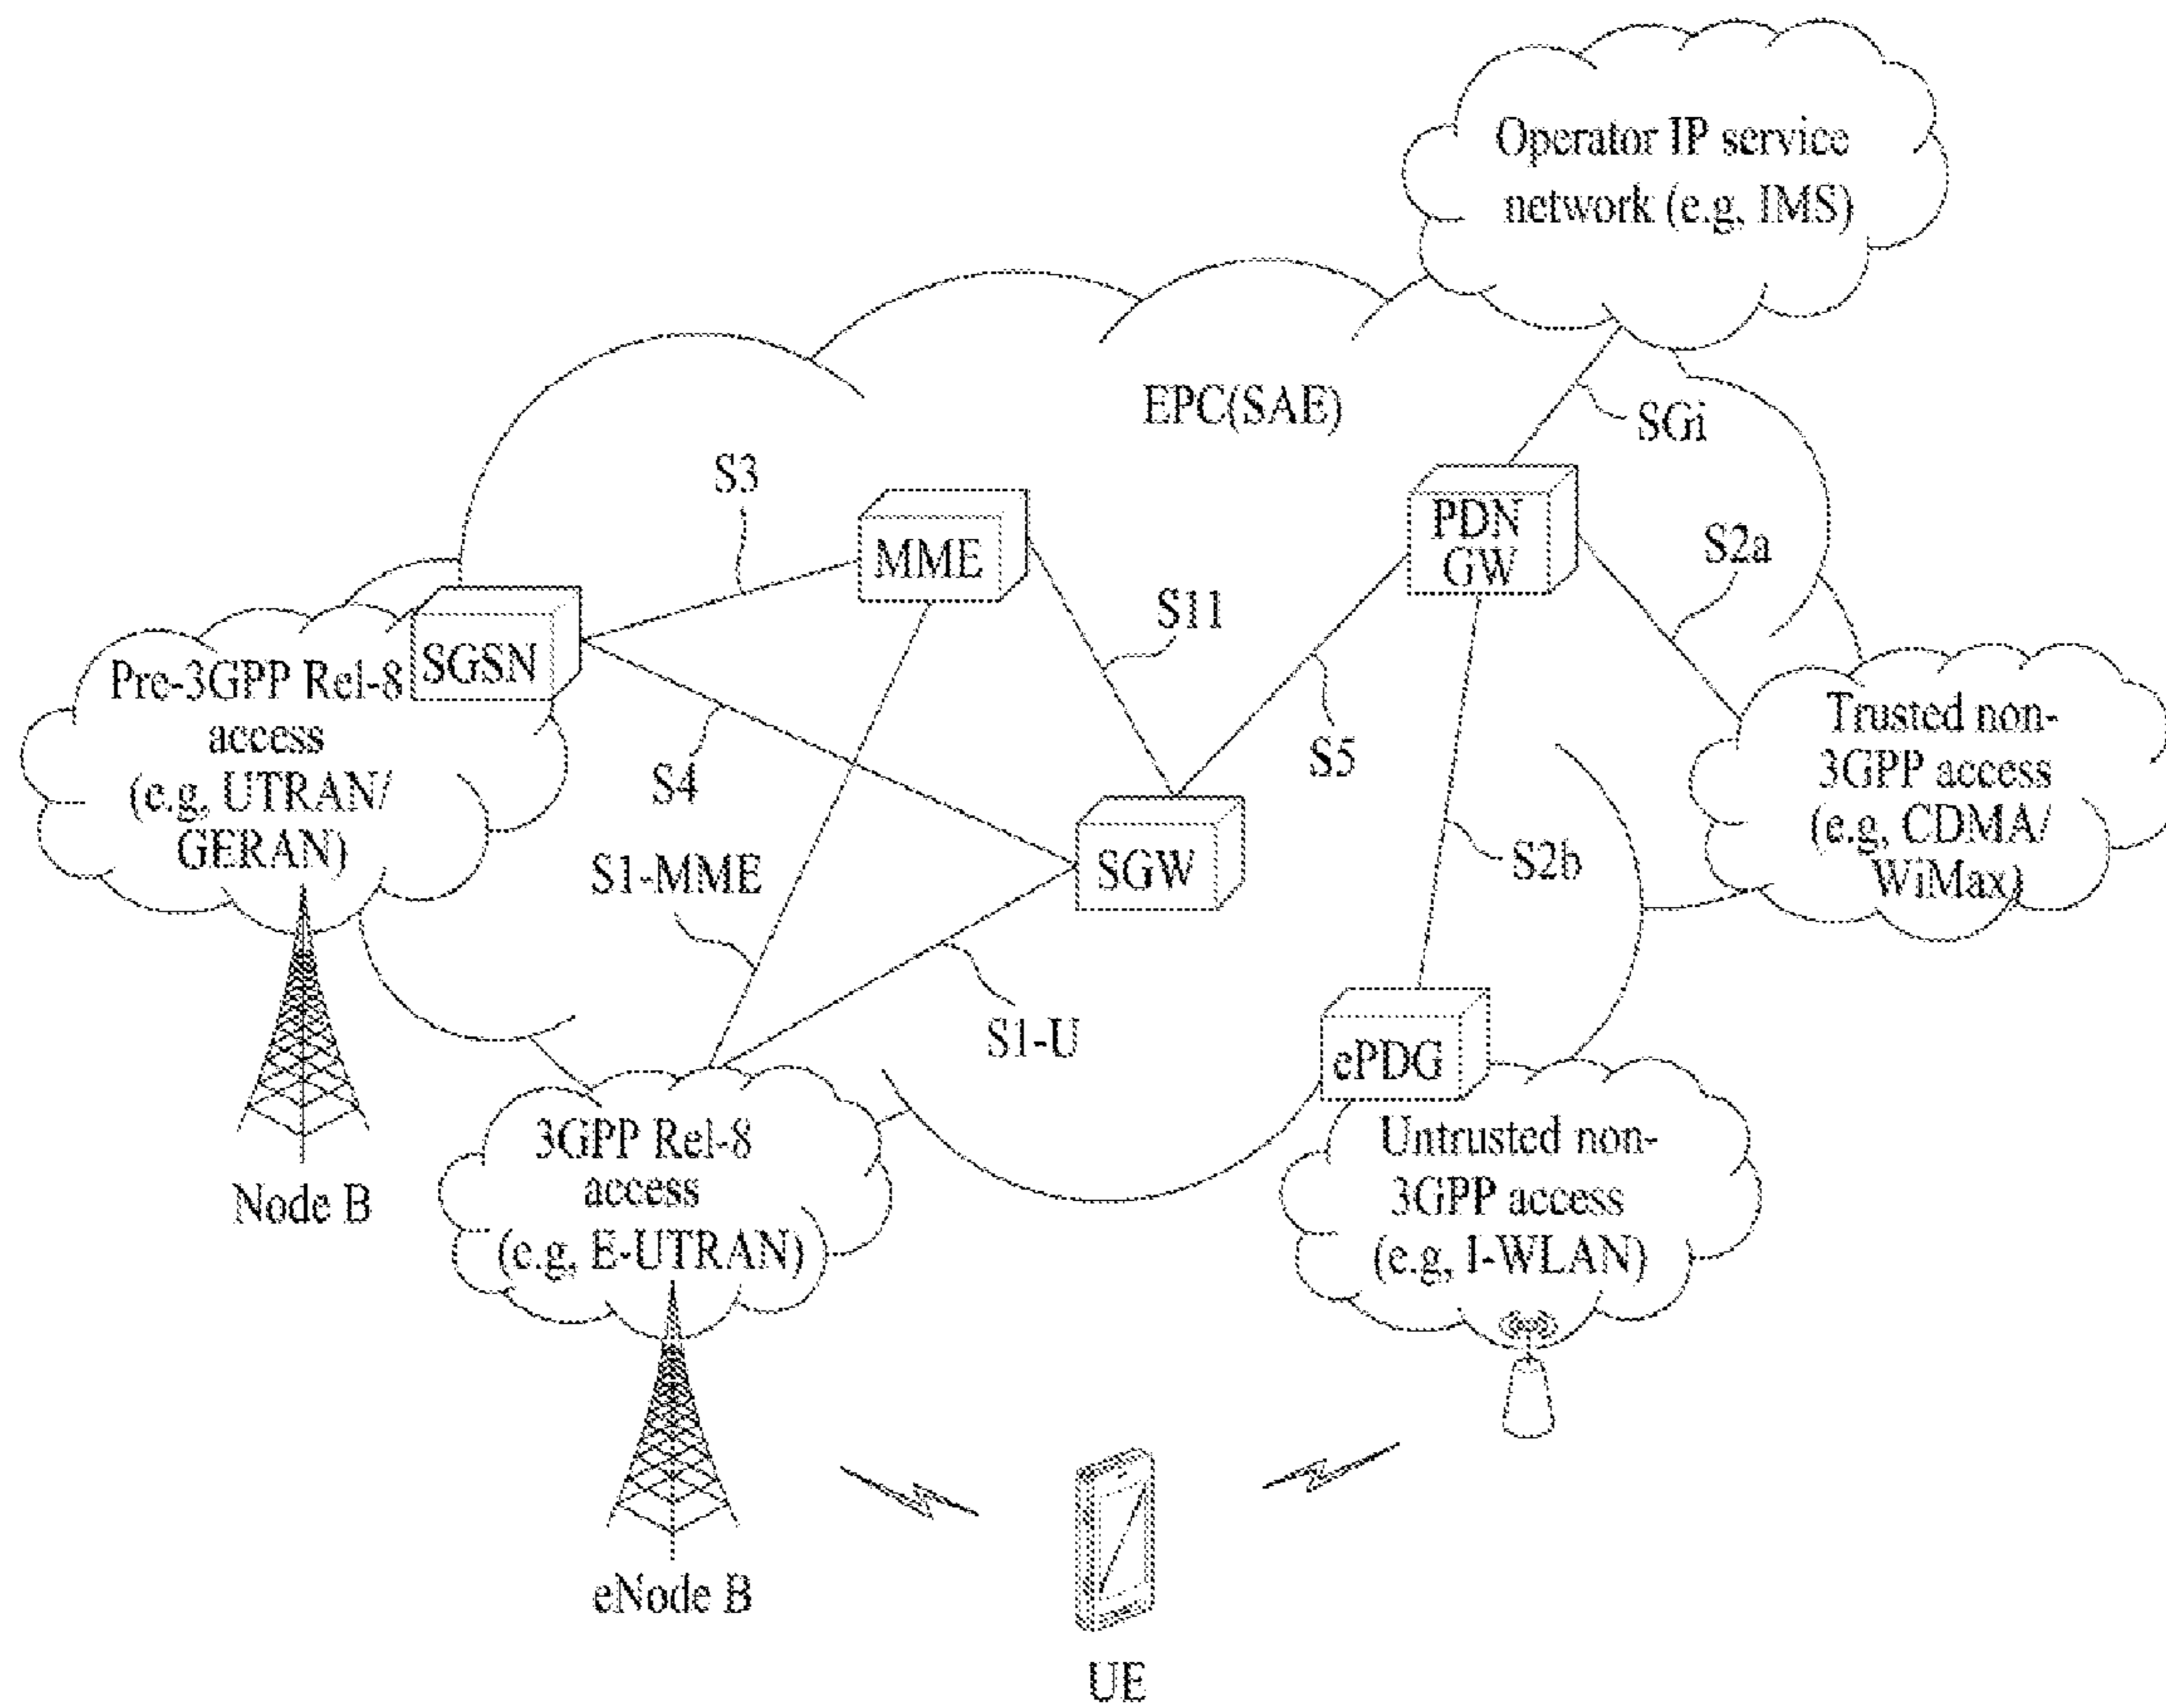 Operator IP service
network (e.g, IMS)
EPC(SAE)
SGi
S3
MME
PDN
GW
S2a
S11
SGSN
Pre-3GPP Rel-8
access
(e.g, UTRAN/
GERAN)
S4
S5
Trusted non-
3GPP access
(e.g, CDMA/
WiMax)
S1-MME
SGW
S2b
S1-U
ePDG
3GPP Rel-8
access
(e.g, E-UTRAN)
Untrusted non-
3GPP access
(e.g, I-WLAN)
Node B
eNode B
UE